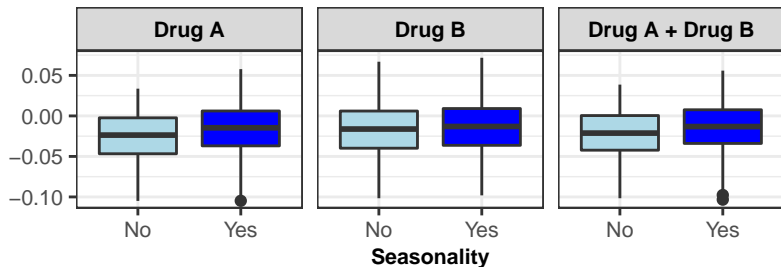 Drug A
Drug B
Drug A + Drug B
0.05
0.00
−0.05
−0.10
No
Yes
No
Yes
No
Yes
Seasonality